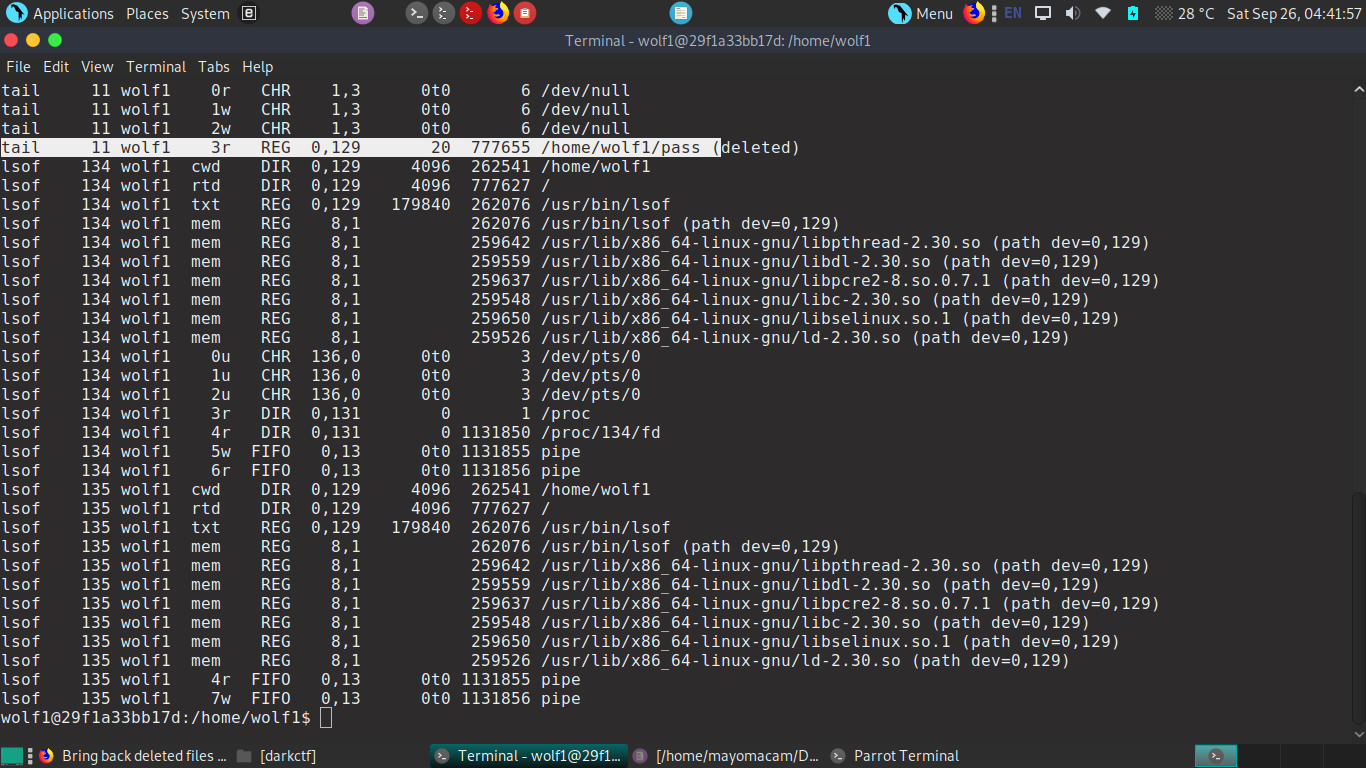 Applications Places System Menu EN 28 °C Sat Sep 26, 04:41:57
Terminal - wolf1@29f1a33bb17d: /home/wolf1
File Edit View Terminal Tabs Help
tail 11 wolf1 0r CHR 1,3 0t0 6 /dev/null
tail 11 wolf1 1w CHR 1,3 0t0 6 /dev/null
tail 11 wolf1 2w CHR 1,3 0t0 6 /dev/null
tail 11 wolf1 3r REG 0,129 20 777655 /home/wolf1/pass (deleted)
lsof 134 wolf1 cwd DIR 0,129 4096 262541 /home/wolf1
lsof 134 wolf1 rtd DIR 0,129 4096 777627 /
lsof 134 wolf1 txt REG 0,129 179840 262076 /usr/bin/lsof
lsof 134 wolf1 mem REG 8,1 262076 /usr/bin/lsof (path dev=0,129)
lsof 134 wolf1 mem REG 8,1 259642 /usr/lib/x86_64-linux-gnu/libpthread-2.30.so (path dev=0,129)
lsof 134 wolf1 mem REG 8,1 259559 /usr/lib/x86_64-linux-gnu/libdl-2.30.so (path dev=0,129)
lsof 134 wolf1 mem REG 8,1 259637 /usr/lib/x86_64-linux-gnu/libpcre2-8.so.0.7.1 (path dev=0,129)
lsof 134 wolf1 mem REG 8,1 259548 /usr/lib/x86_64-linux-gnu/libc-2.30.so (path dev=0,129)
lsof 134 wolf1 mem REG 8,1 259650 /usr/lib/x86_64-linux-gnu/libselinux.so.1 (path dev=0,129)
lsof 134 wolf1 mem REG 8,1 259526 /usr/lib/x86_64-linux-gnu/ld-2.30.so (path dev=0,129)
lsof 134 wolf1 0u CHR 136,0 0t0 3 /dev/pts/0
lsof 134 wolf1 1u CHR 136,0 0t0 3 /dev/pts/0
lsof 134 wolf1 2u CHR 136,0 0t0 3 /dev/pts/0
lsof 134 wolf1 3r DIR 0,131 0 1 /proc
lsof 134 wolf1 4r DIR 0,131 0 1131850 /proc/134/fd
lsof 134 wolf1 5w FIFO 0,13 0t0 1131855 pipe
lsof 134 wolf1 6r FIFO 0,13 0t0 1131856 pipe
lsof 135 wolf1 cwd DIR 0,129 4096 262541 /home/wolf1
lsof 135 wolf1 rtd DIR 0,129 4096 777627 /
lsof 135 wolf1 txt REG 0,129 179840 262076 /usr/bin/lsof
lsof 135 wolf1 mem REG 8,1 262076 /usr/bin/lsof (path dev=0,129)
lsof 135 wolf1 mem REG 8,1 259642 /usr/lib/x86_64-linux-gnu/libpthread-2.30.so (path dev=0,129)
lsof 135 wolf1 mem REG 8,1 259559 /usr/lib/x86_64-linux-gnu/libdl-2.30.so (path dev=0,129)
lsof 135 wolf1 mem REG 8,1 259637 /usr/lib/x86_64-linux-gnu/libpcre2-8.so.0.7.1 (path dev=0,129)
lsof 135 wolf1 mem REG 8,1 259548 /usr/lib/x86_64-linux-gnu/libc-2.30.so (path dev=0,129)
lsof 135 wolf1 mem REG 8,1 259650 /usr/lib/x86_64-linux-gnu/libselinux.so.1 (path dev=0,129)
lsof 135 wolf1 mem REG 8,1 259526 /usr/lib/x86_64-linux-gnu/ld-2.30.so (path dev=0,129)
lsof 135 wolf1 4r FIFO 0,13 0t0 1131855 pipe
lsof 135 wolf1 7w FIFO 0,13 0t0 1131856 pipe
wolf1@29f1a33bb17d:/home/wolf1$
Bring back deleted files ... [darkctf] Terminal - wolf1@29f1... [/home/mayomacam/D... Parrot Terminal